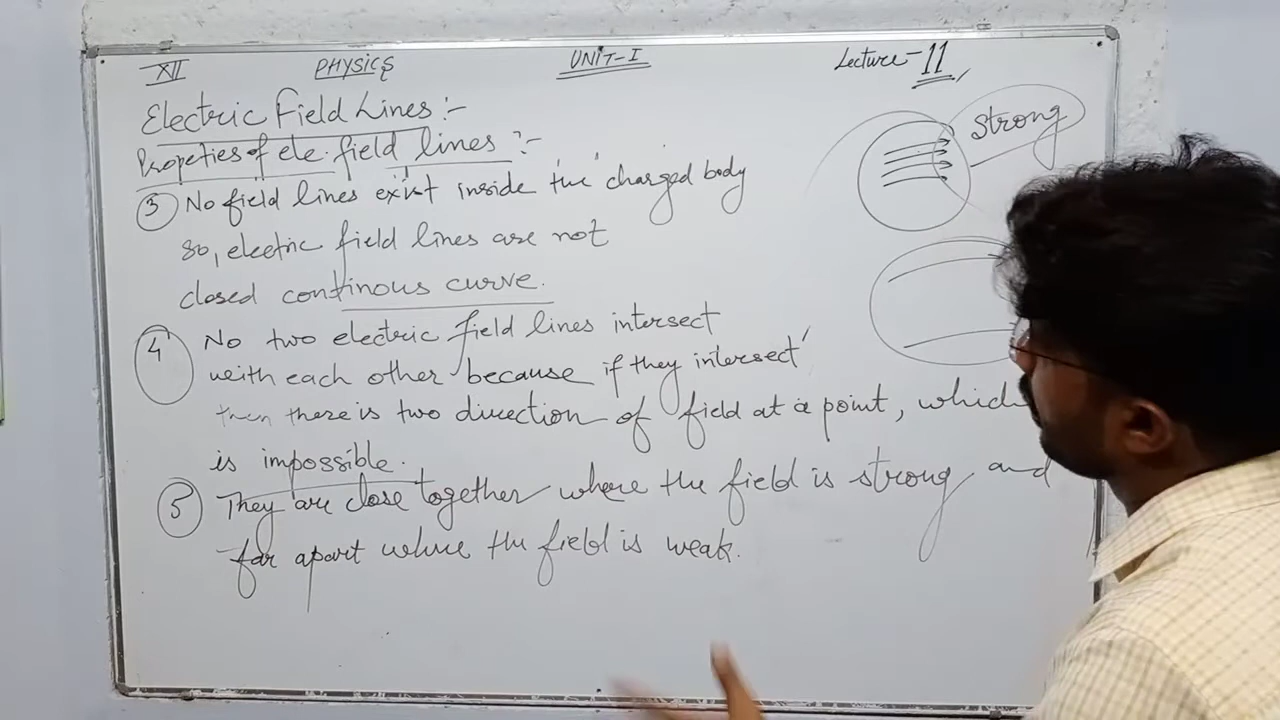 XII PHYSICS UNIT-I Lecture-11
Electric Field Lines:-
Propeties of ele. field lines:-
strong
3 No field lines exist inside the charged body
so, electric field lines are not
closed continous curve.
4 No two electric field lines intersect
with each other because if they intersect
then there is two direction of field at a point, which
is impossible.
5 They are close together where the field is strong and
far apart where the field is weak.